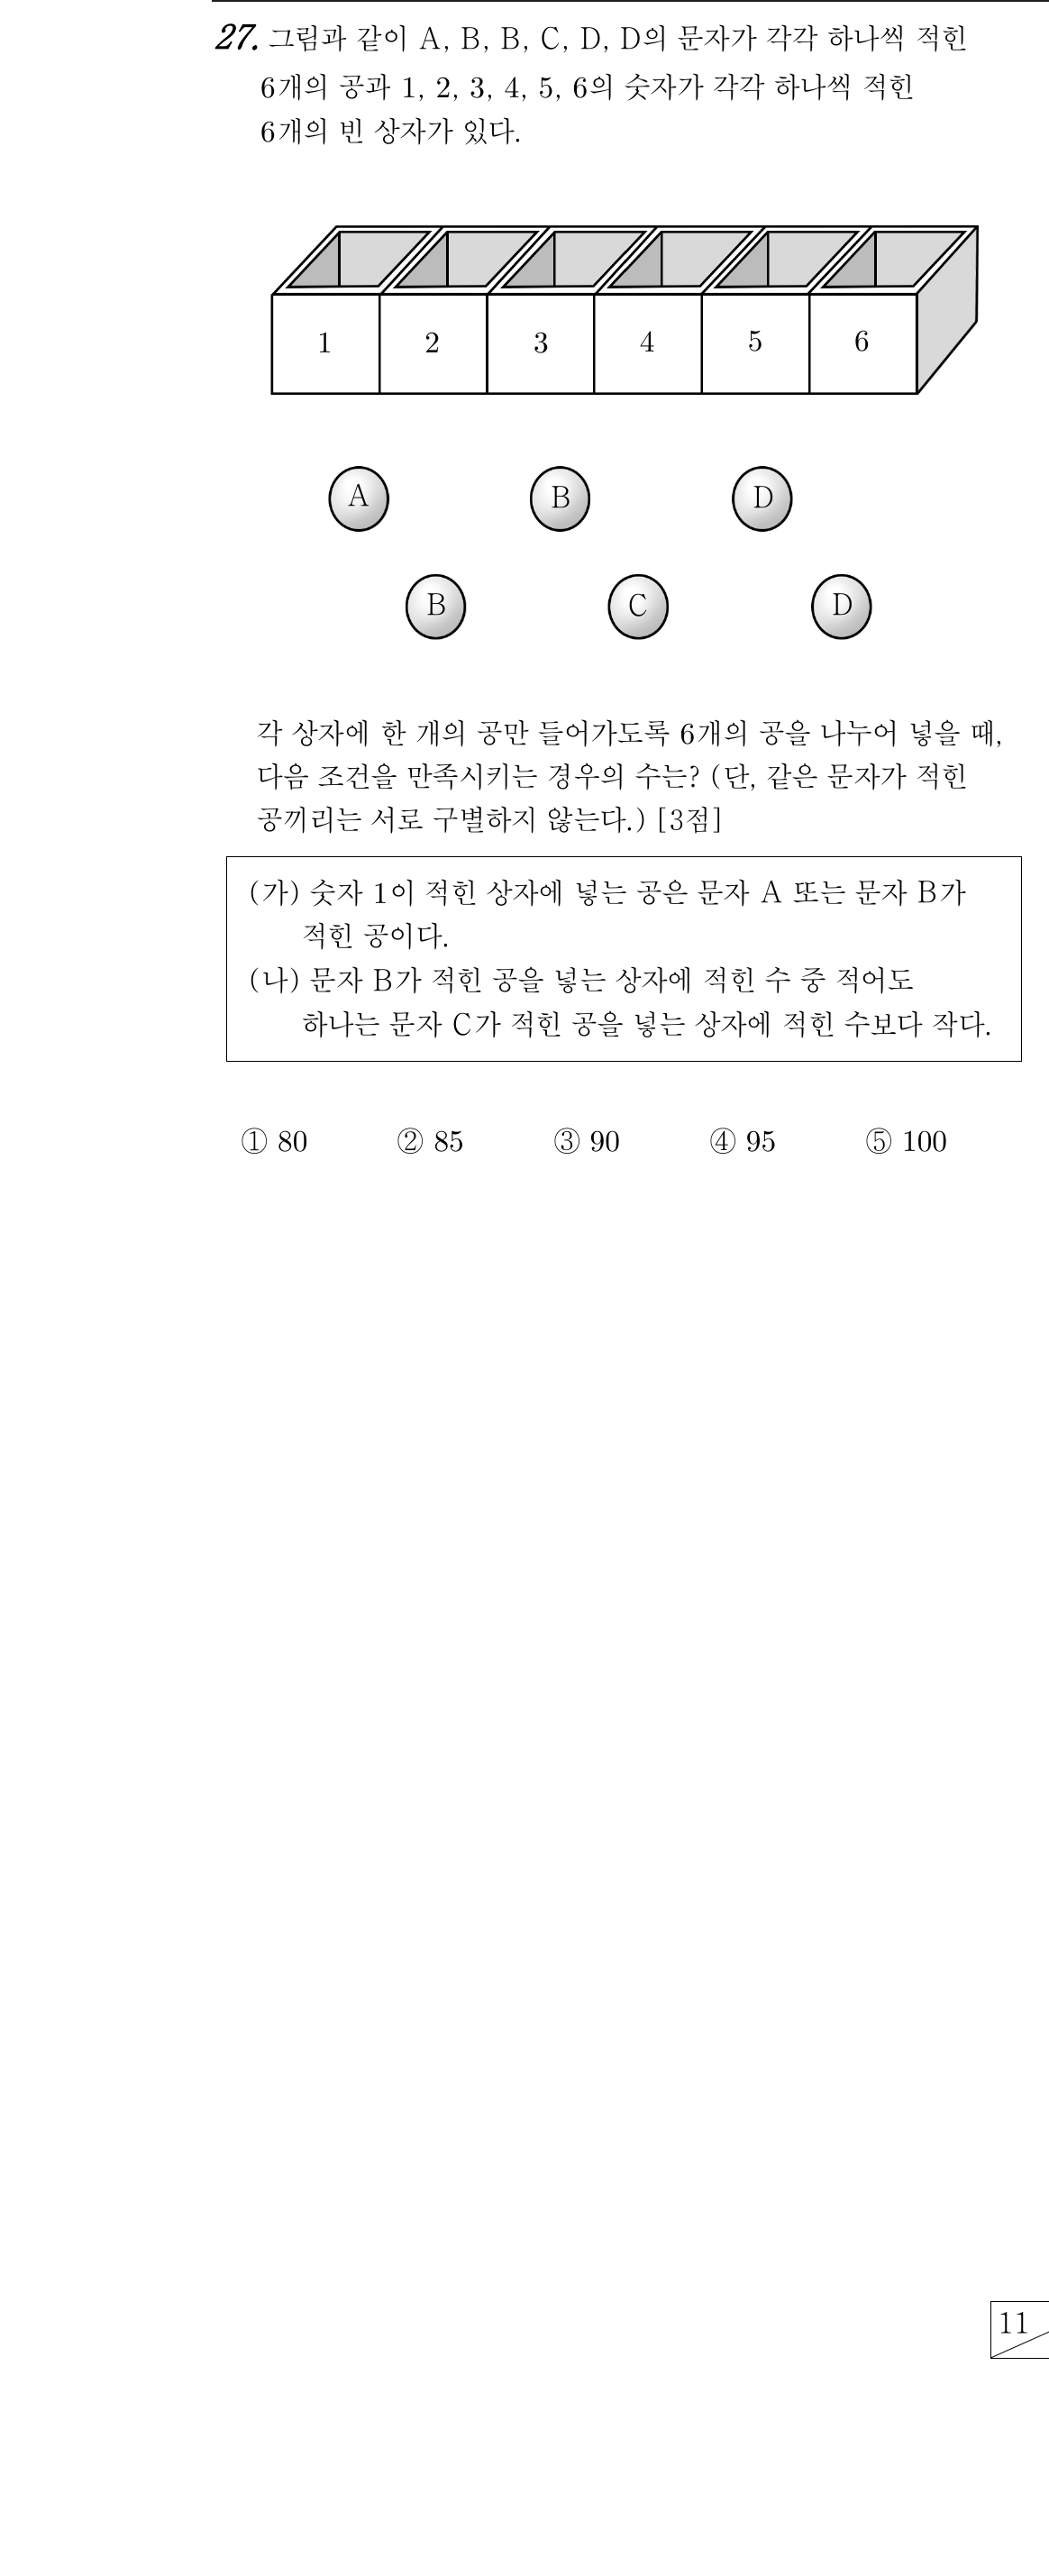 27. 그림과 같이 A, B, B, C, D, D의 문자가 각각 하나씩 적힌
6개의 공과 1, 2, 3, 4, 5, 6의 숫자가 각각 하나씩 적힌
6개의 빈 상자가 있다.
1 2 3 4 5 6
A B D
B C D
각 상자에 한 개의 공만 들어가도록 6개의 공을 나누어 넣을 때,
다음 조건을 만족시키는 경우의 수는? (단, 같은 문자가 적힌
공끼리는 서로 구별하지 않는다.) [3점]
(가) 숫자 1이 적힌 상자에 넣는 공은 문자 A 또는 문자 B가
적힌 공이다.
(나) 문자 B가 적힌 공을 넣는 상자에 적힌 수 중 적어도
하나는 문자 C가 적힌 공을 넣는 상자에 적힌 수보다 작다.
① 80 ② 85 ③ 90 ④ 95 ⑤ 100
11